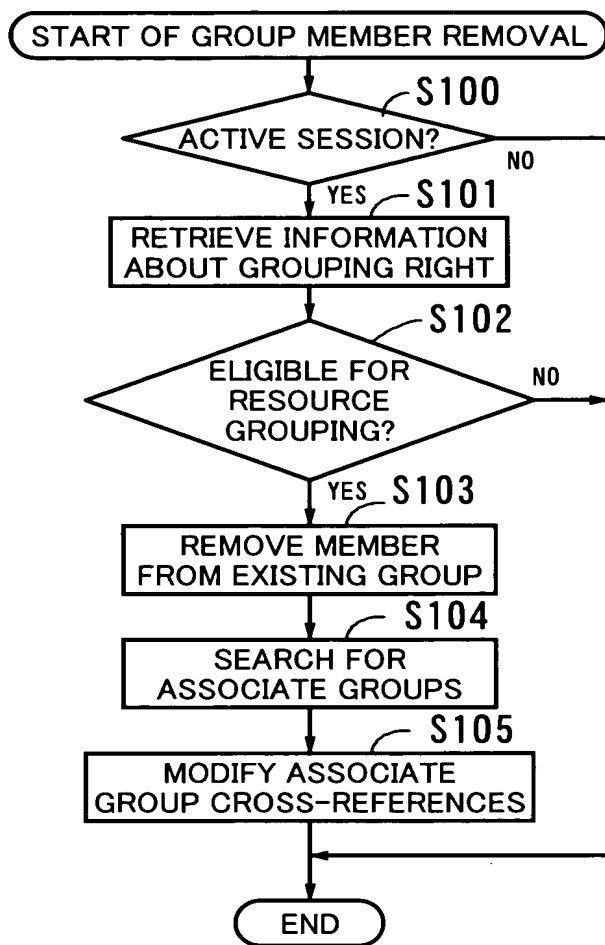 START OF GROUP MEMBER REMOVAL
S100
ACTIVE SESSION?
NO
YES
S101
RETRIEVE INFORMATION
ABOUT GROUPING RIGHT
S102
ELIGIBLE FOR
RESOURCE
GROUPING?
NO
YES
S103
REMOVE MEMBER
FROM EXISTING GROUP
S104
SEARCH FOR
ASSOCIATE GROUPS
S105
MODIFY ASSOCIATE
GROUP CROSS-REFERENCES
END